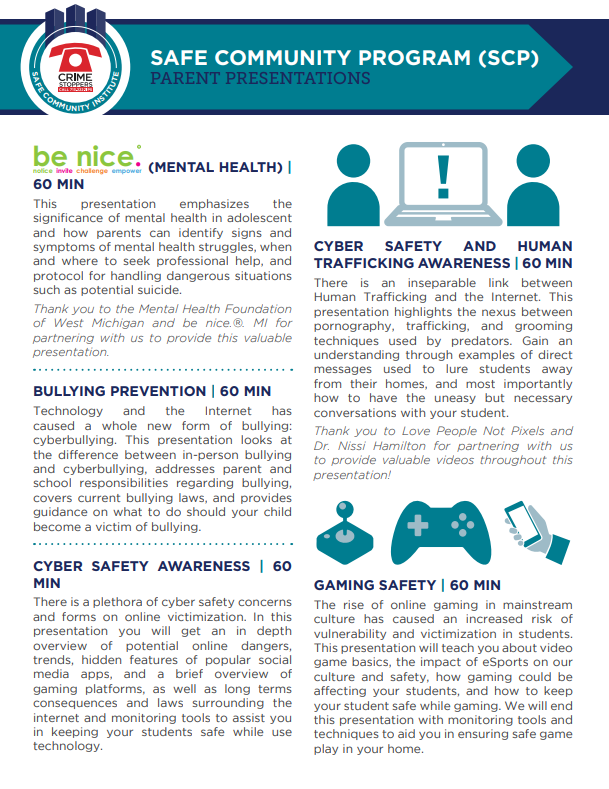 CRIME
STOPPERS
SAFE COMMUNITY INSTITUTE
SAFE COMMUNITY PROGRAM (SCP)
PARENT PRESENTATIONS
be nice.
notice invite challenge empower
(MENTAL HEALTH) |
60 MIN
This presentation emphasizes the
significance of mental health in adolescent
and how parents can identify signs and
symptoms of mental health struggles, when
and where to seek professional help, and
protocol for handling dangerous situations
such as potential suicide.
Thank you to the Mental Health Foundation
of West Michigan and be nice.®. MI for
partnering with us to provide this valuable
presentation.
BULLYING PREVENTION | 60 MIN
Technology and the Internet has
caused a whole new form of bullying:
cyberbullying. This presentation looks at
the difference between in-person bullying
and cyberbullying, addresses parent and
school responsibilities regarding bullying,
covers current bullying laws, and provides
guidance on what to do should your child
become a victim of bullying.
CYBER SAFETY AWARENESS | 60
MIN
There is a plethora of cyber safety concerns
and forms on online victimization. In this
presentation you will get an in depth
overview of potential online dangers,
trends, hidden features of popular social
media apps, and a brief overview of
gaming platforms, as well as long terms
consequences and laws surrounding the
internet and monitoring tools to assist you
in keeping your students safe while use
technology.
!
CYBER SAFETY AND HUMAN
TRAFFICKING AWARENESS | 60 MIN
There is an inseparable link between
Human Trafficking and the Internet. This
presentation highlights the nexus between
pornography, trafficking, and grooming
techniques used by predators. Gain an
understanding through examples of direct
messages used to lure students away
from their homes, and most importantly
how to have the uneasy but necessary
conversations with your student.
Thank you to Love People Not Pixels and
Dr. Nissi Hamilton for partnering with us
to provide valuable videos throughout this
presentation!
GAMING SAFETY | 60 MIN
The rise of online gaming in mainstream
culture has caused an increased risk of
vulnerability and victimization in students.
This presentation will teach you about video
game basics, the impact of eSports on our
culture and safety, how gaming could be
affecting your students, and how to keep
your student safe while gaming. We will end
this presentation with monitoring tools and
techniques to aid you in ensuring safe game
play in your home.